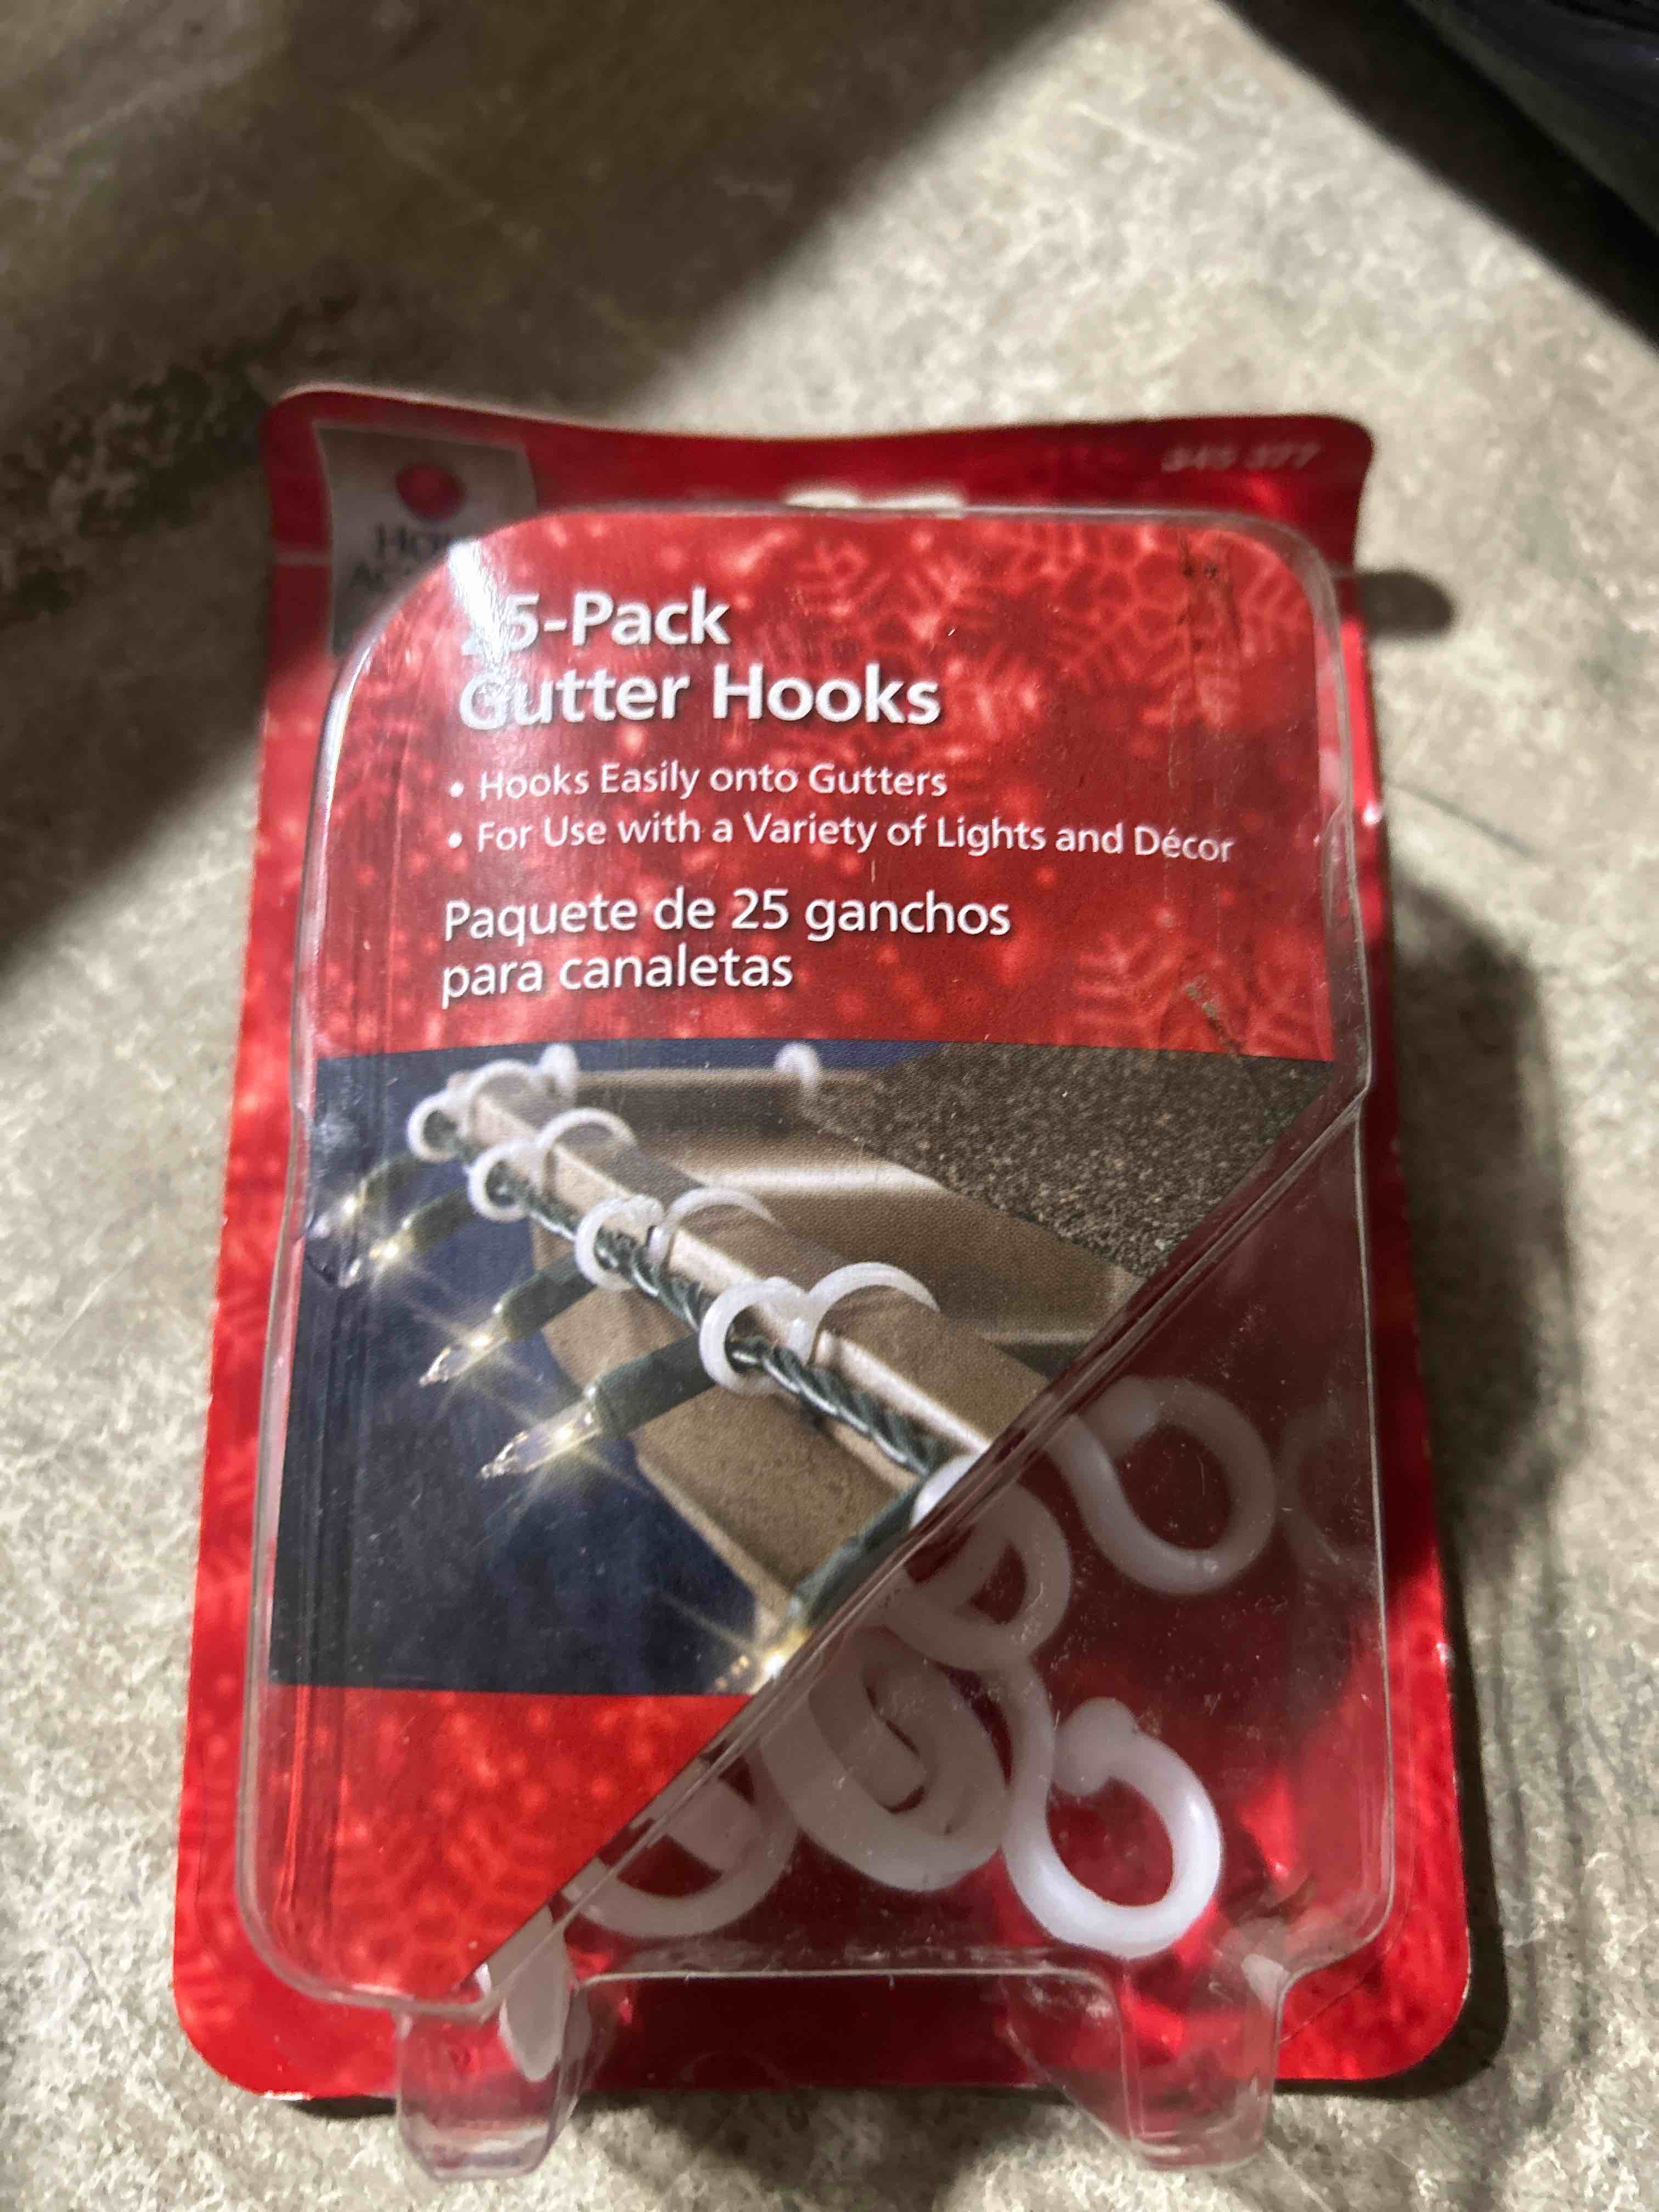 25-Pack
Gutter Hooks
• Hooks Easily onto Gutters
• For Use with a Variety of Lights and Décor
Paquete de 25 ganchos
para canaletas